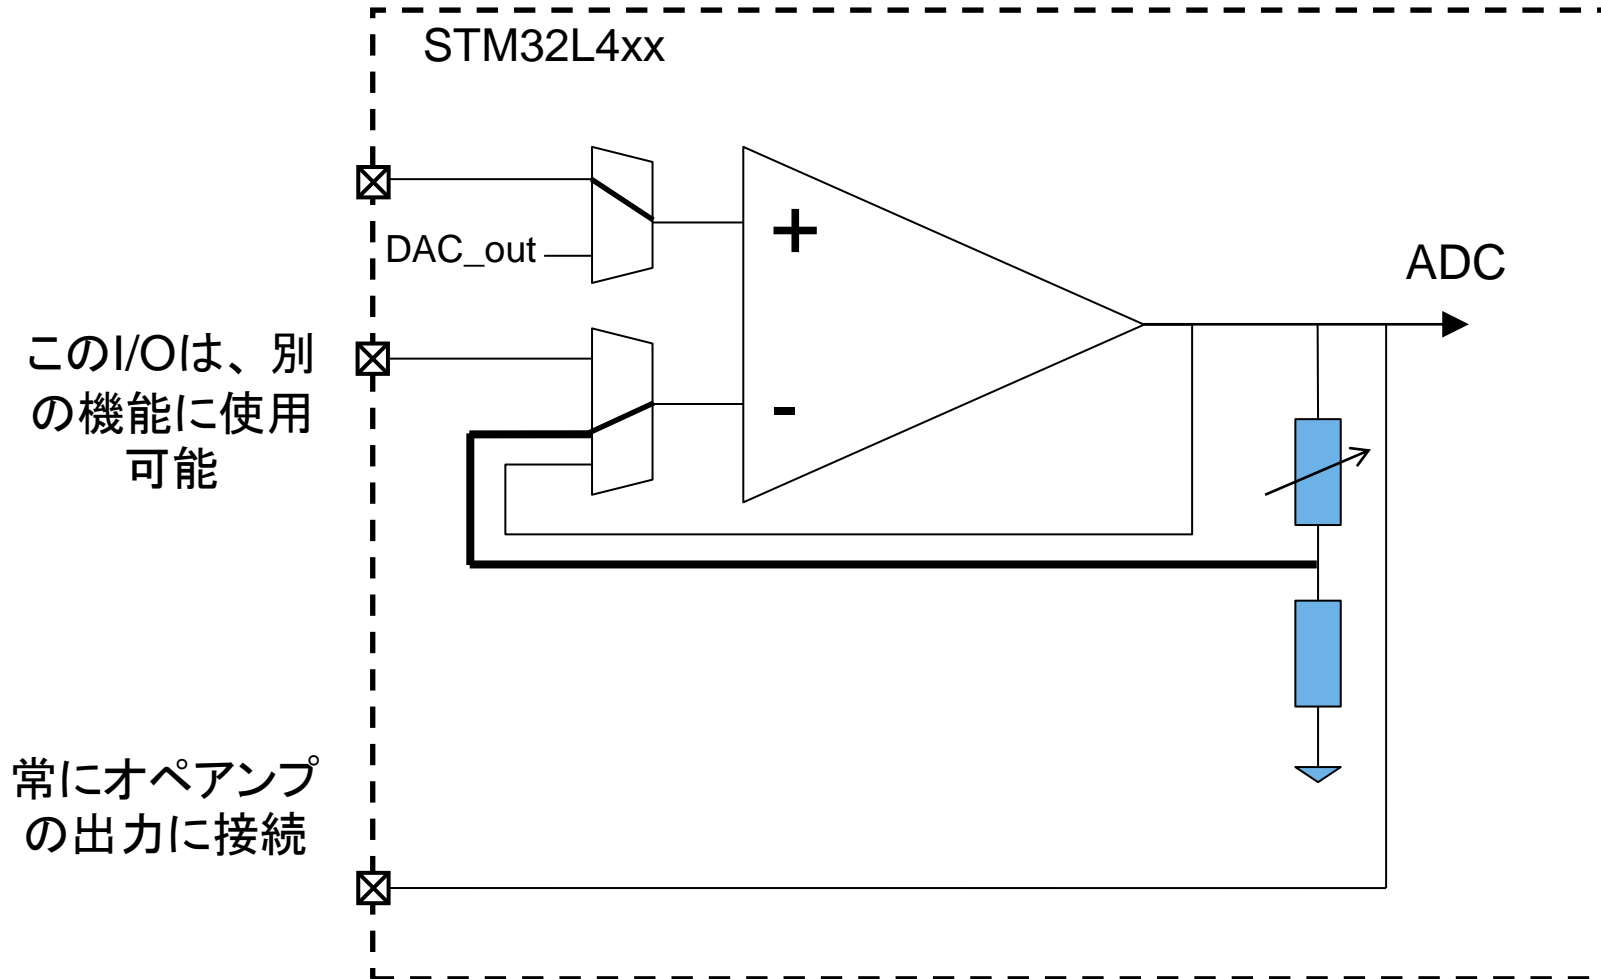 STM32L4xx
+
DAC_out
ADC
このI/Oは、別
の機能に使用
可能
-
常にオペアンプ
の出力に接続